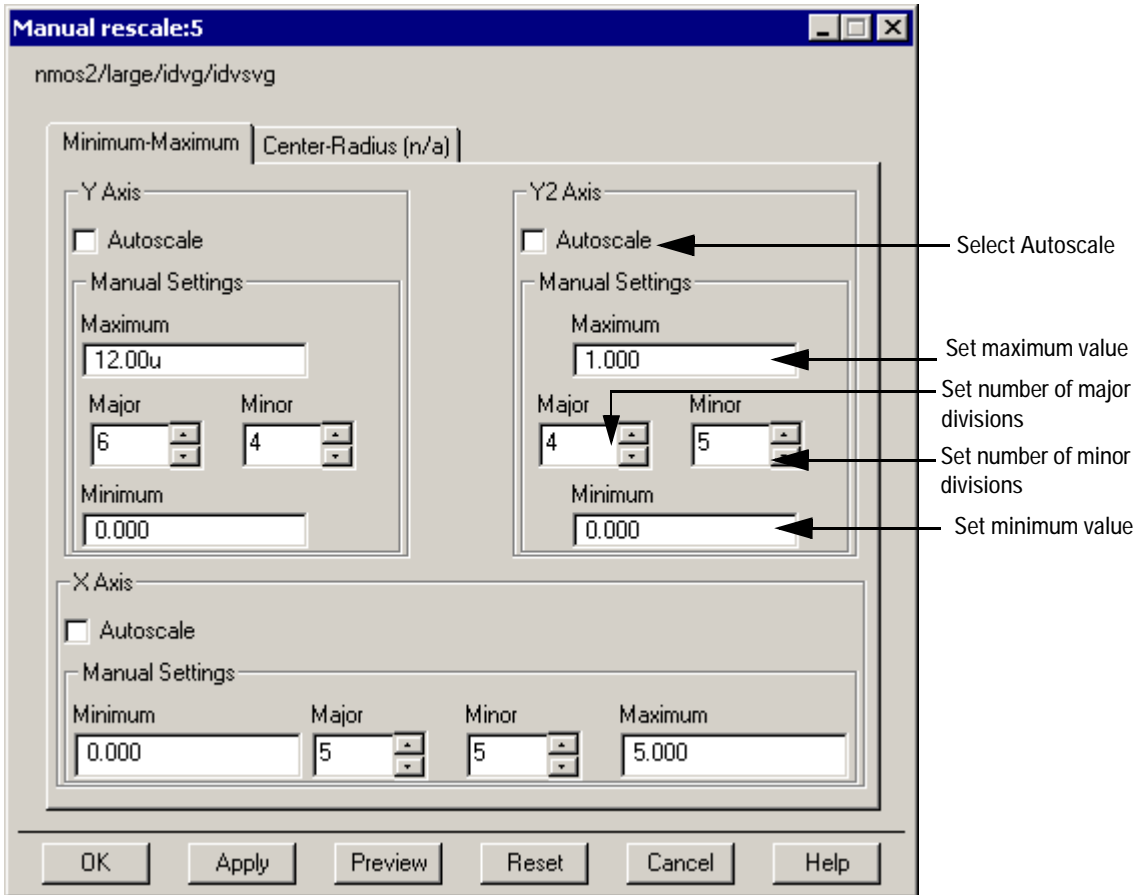 Manual rescale:5
nmos2/large/idvg/idvsvg
Minimum-Maximum
Center-Radius (n/a)
Y Axis
Autoscale
Manual Settings
Maximum
12.00u
Major Minor
6 4
Minimum
0.000
Y2 Axis
Autoscale
Manual Settings
Maximum
1.000
Major Minor
4 5
Minimum
0.000
Select Autoscale
Set maximum value
Set number of major
divisions
Set number of minor
divisions
Set minimum value
X Axis
Autoscale
Manual Settings
Minimum Major Minor Maximum
0.000 5 5 5.000
OK Apply Preview Reset Cancel Help